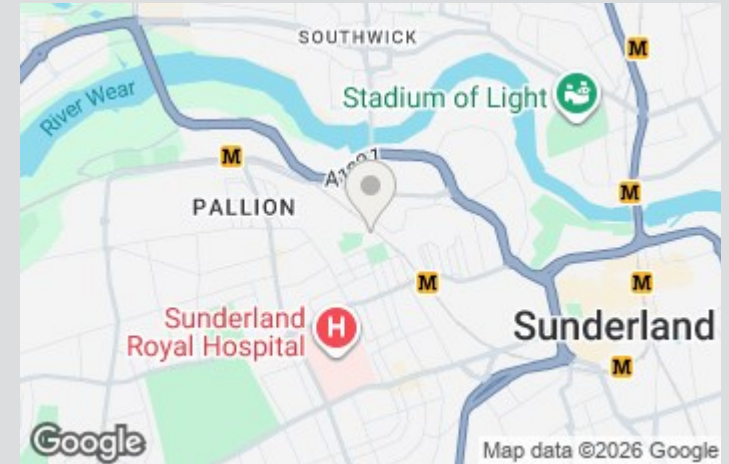 SOUTHWICK
M
River Wear
Stadium of Light
M
PALLION
M
M
M
Sunderland
Royal Hospital
H
Sunderland
M
Google
Map data ©2026 Google